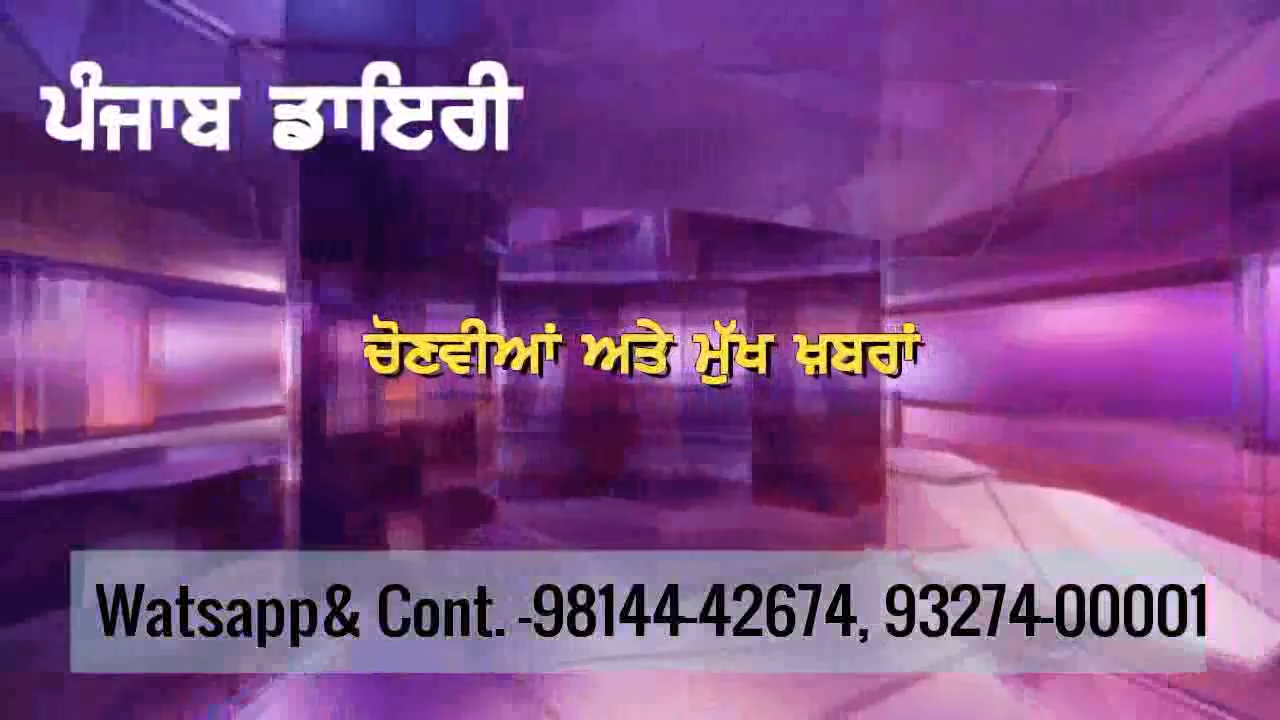 ਪੰਜਾਬ ਡਾਇਰੀ
ਚੋਣਵੀਆਂ ਅਤੇ ਮੁੱਖ ਖ਼ਬਰਾਂ
Watsapp& Cont. -98144-42674, 93274-00001